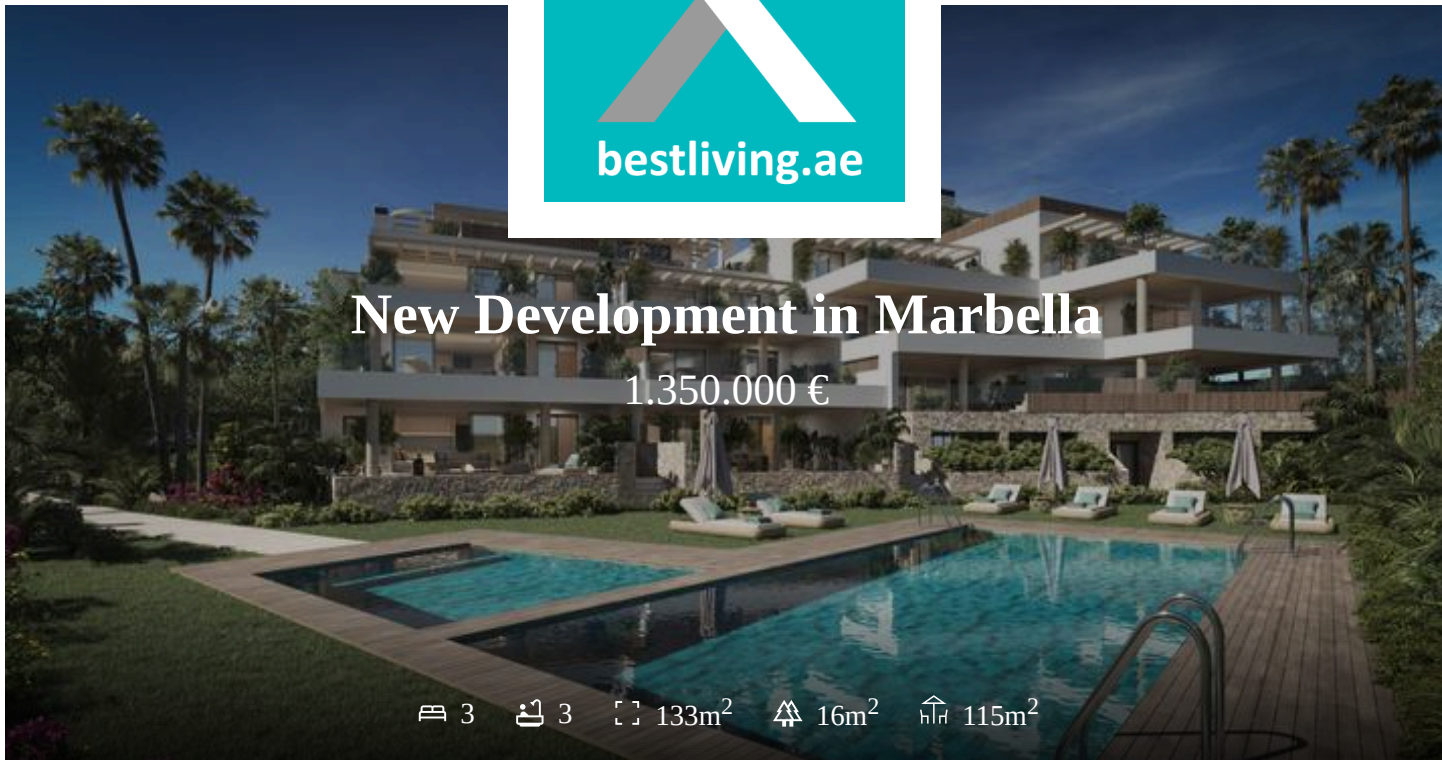 bestliving.ae
New Development in Marbella
1.350.000 €
3 3 133m² 16m² 115m²